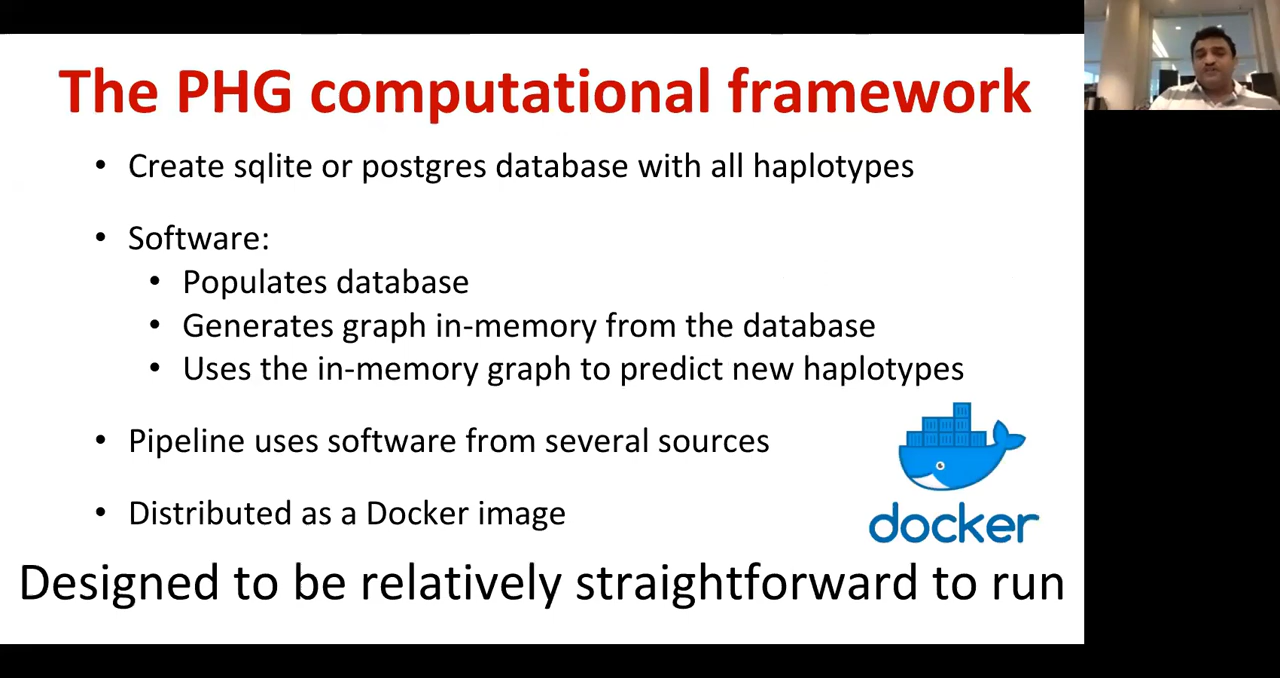 The PHG computational framework
• Create sqlite or postgres database with all haplotypes
• Software:
• Populates database
• Generates graph in-memory from the database
• Uses the in-memory graph to predict new haplotypes
• Pipeline uses software from several sources
• Distributed as a Docker image
docker
Designed to be relatively straightforward to run